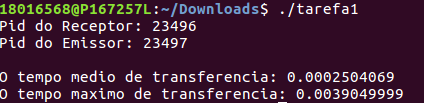 18016568@P167257L:~/Downloads$ ./tarefa1
Pid do Receptor: 23496
Pid do Emissor: 23497
O tempo medio de transferencia: 0.0002504069
O tempo maximo de transferencia: 0.0039049999